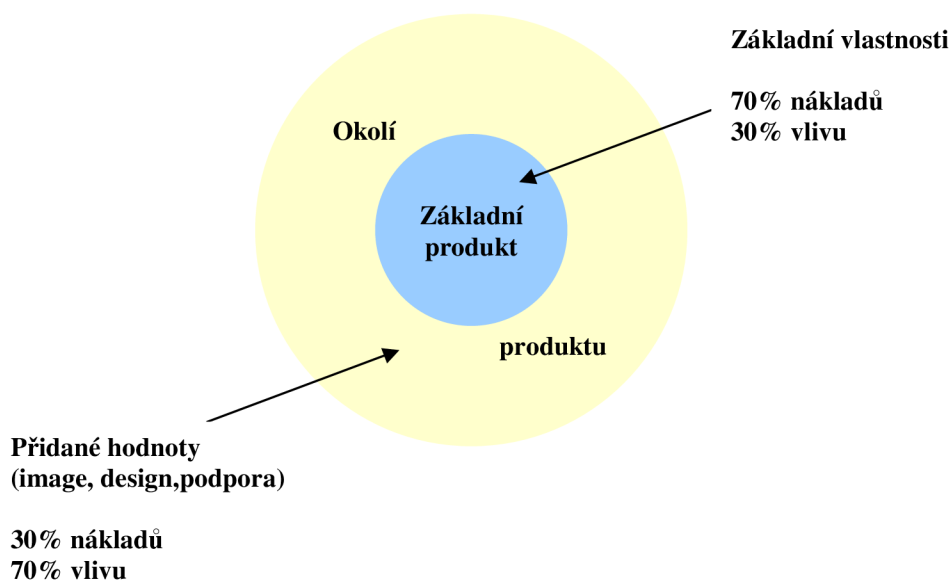 Základní vlastnosti
70% nákladů
30% vlivu
Okolí
Základní
produkt
produktu
Přidané hodnoty
(image, design,podpora)
30% nákladů
70% vlivu